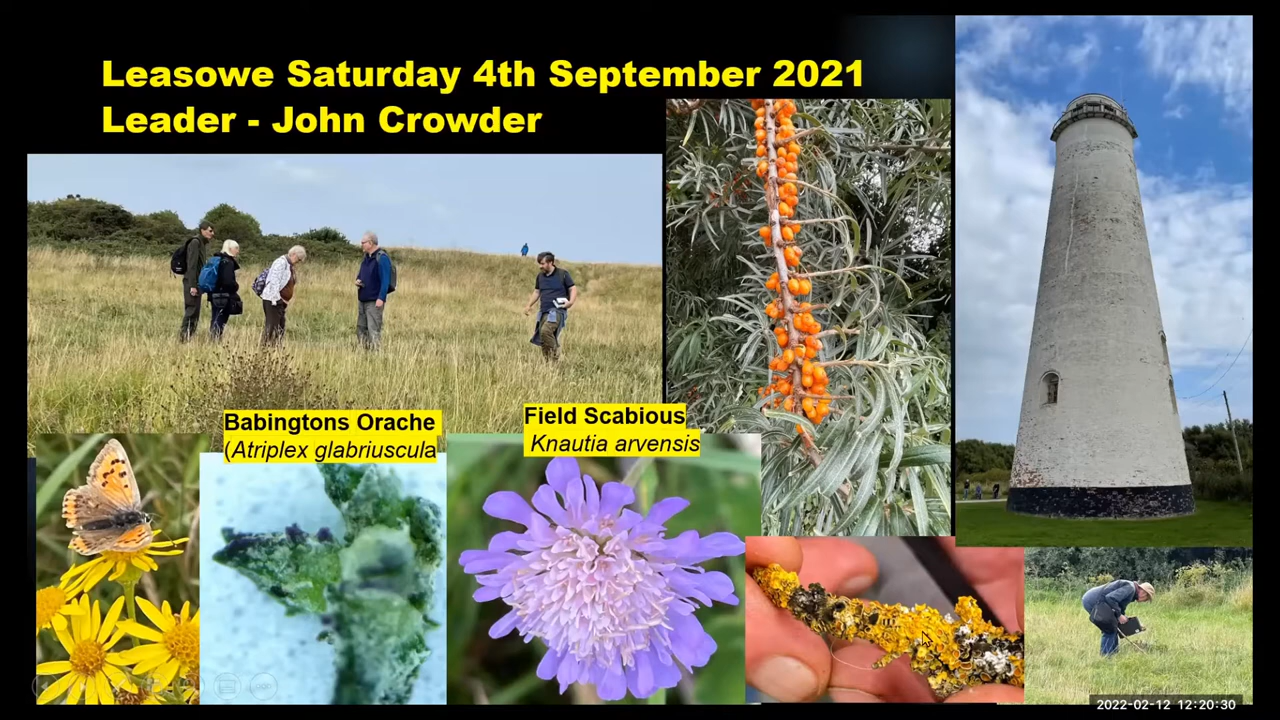 Leasowe Saturday 4th September 2021
Leader - John Crowder
Babingtons Orache
(Atriplex glabriuscula
Field Scabious
Knautia arvensis
2022-02-12 12:20:30